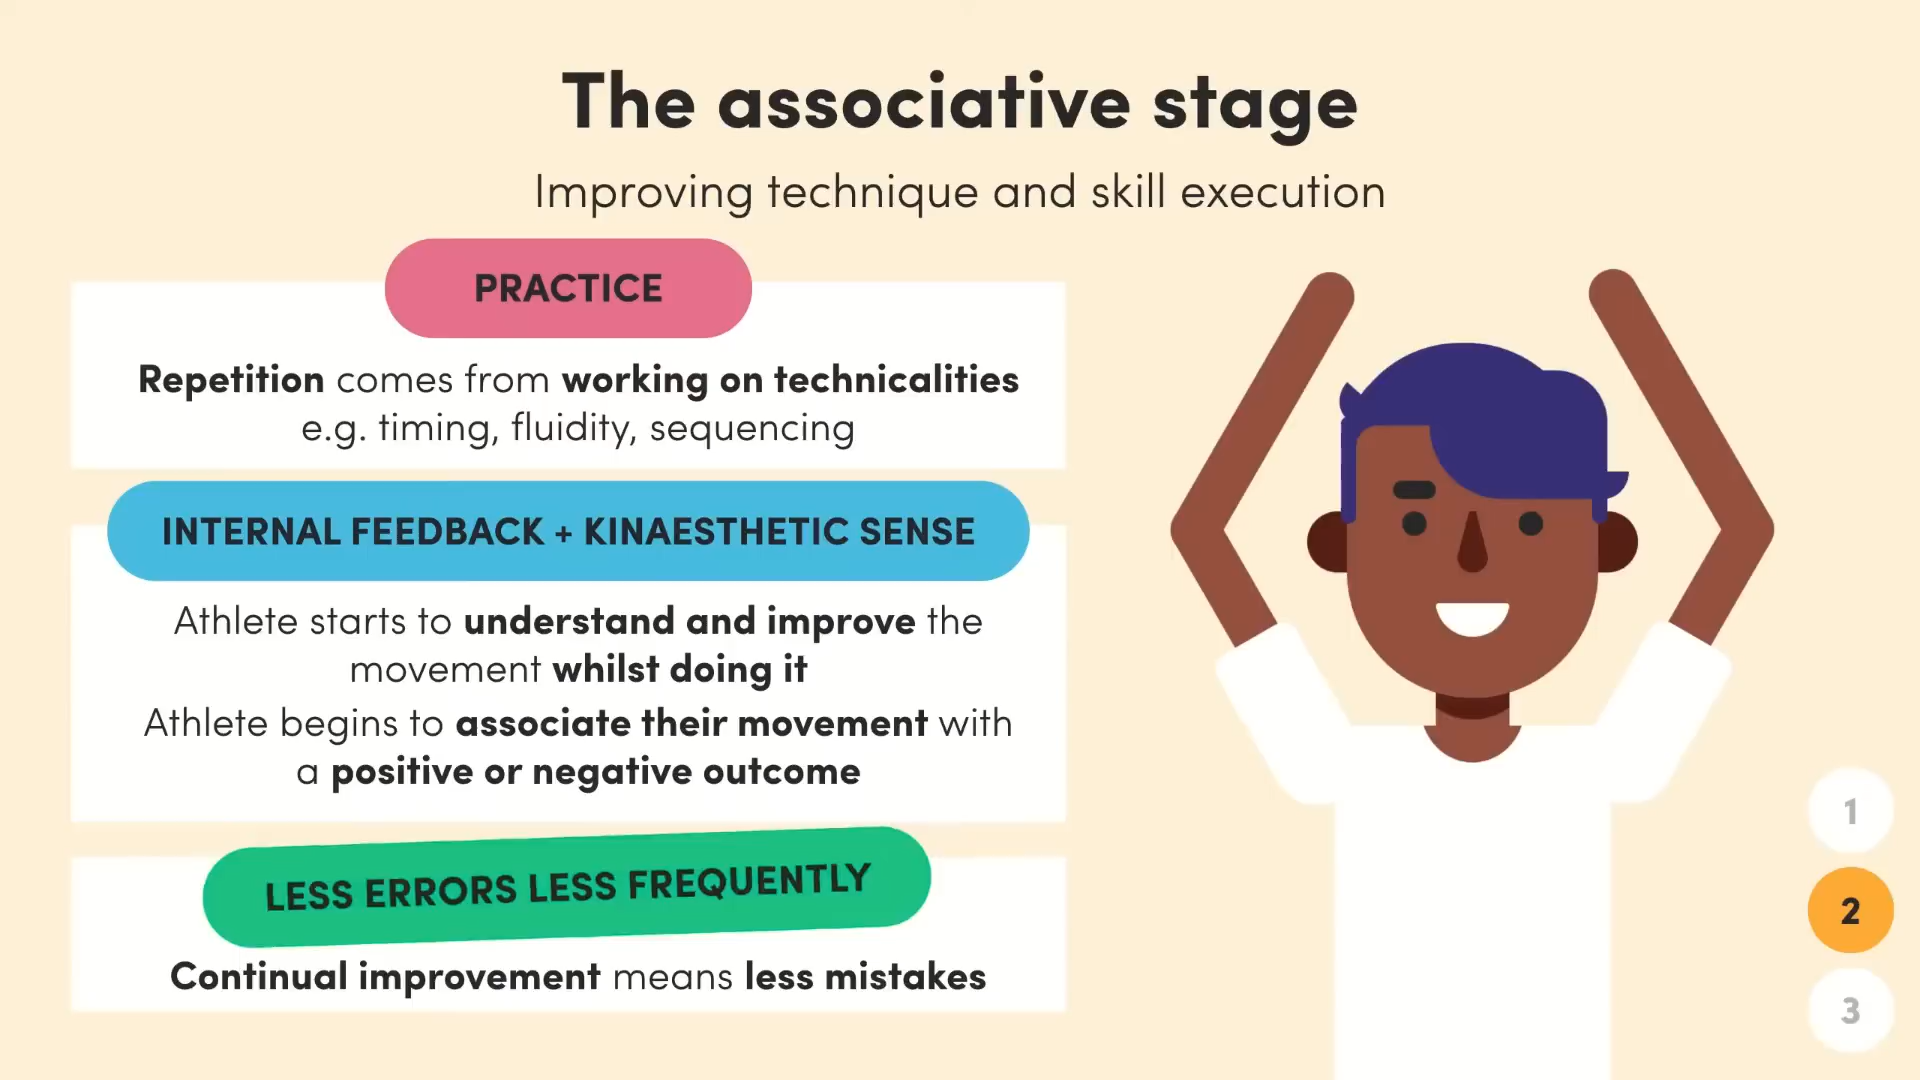 The associative stage
Improving technique and skill execution
PRACTICE
Repetition comes from working on technicalities
e.g. timing, fluidity, sequencing
INTERNAL FEEDBACK + KINAESTHETIC SENSE
Athlete starts to understand and improve the
movement whilst doing it
Athlete begins to associate their movement with
a positive or negative outcome
LESS ERRORS LESS FREQUENTLY
Continual improvement means less mistakes
1
2
3